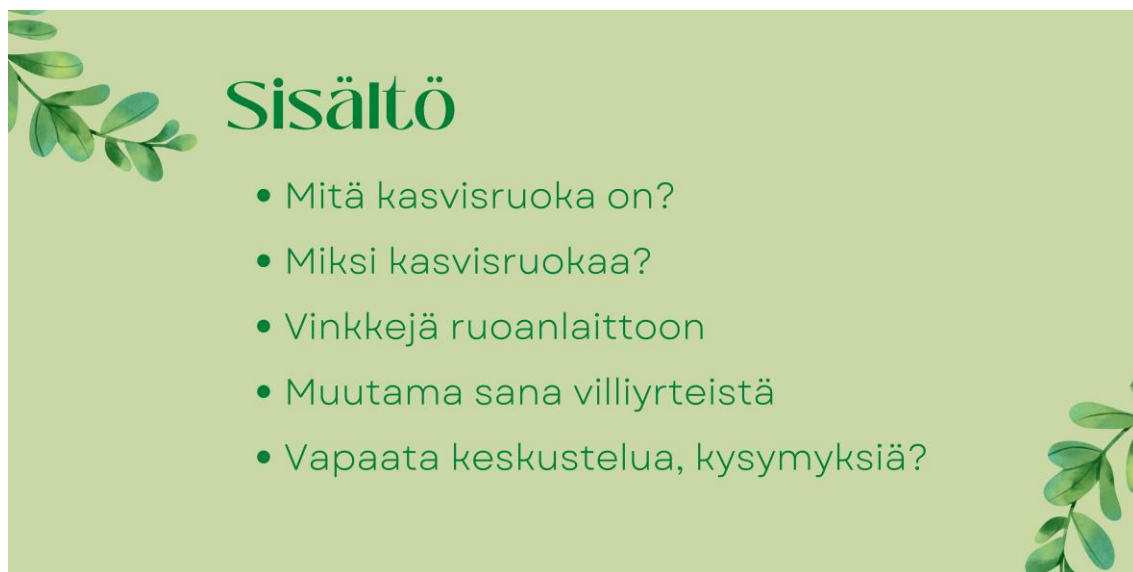 Sisältö
• Mitä kasvisruoka on?
• Miksi kasvisruokaa?
• Vinkkejä ruoanlaittoon
• Muutama sana villiyrteistä
• Vapaata keskustelua, kysymyksiä?